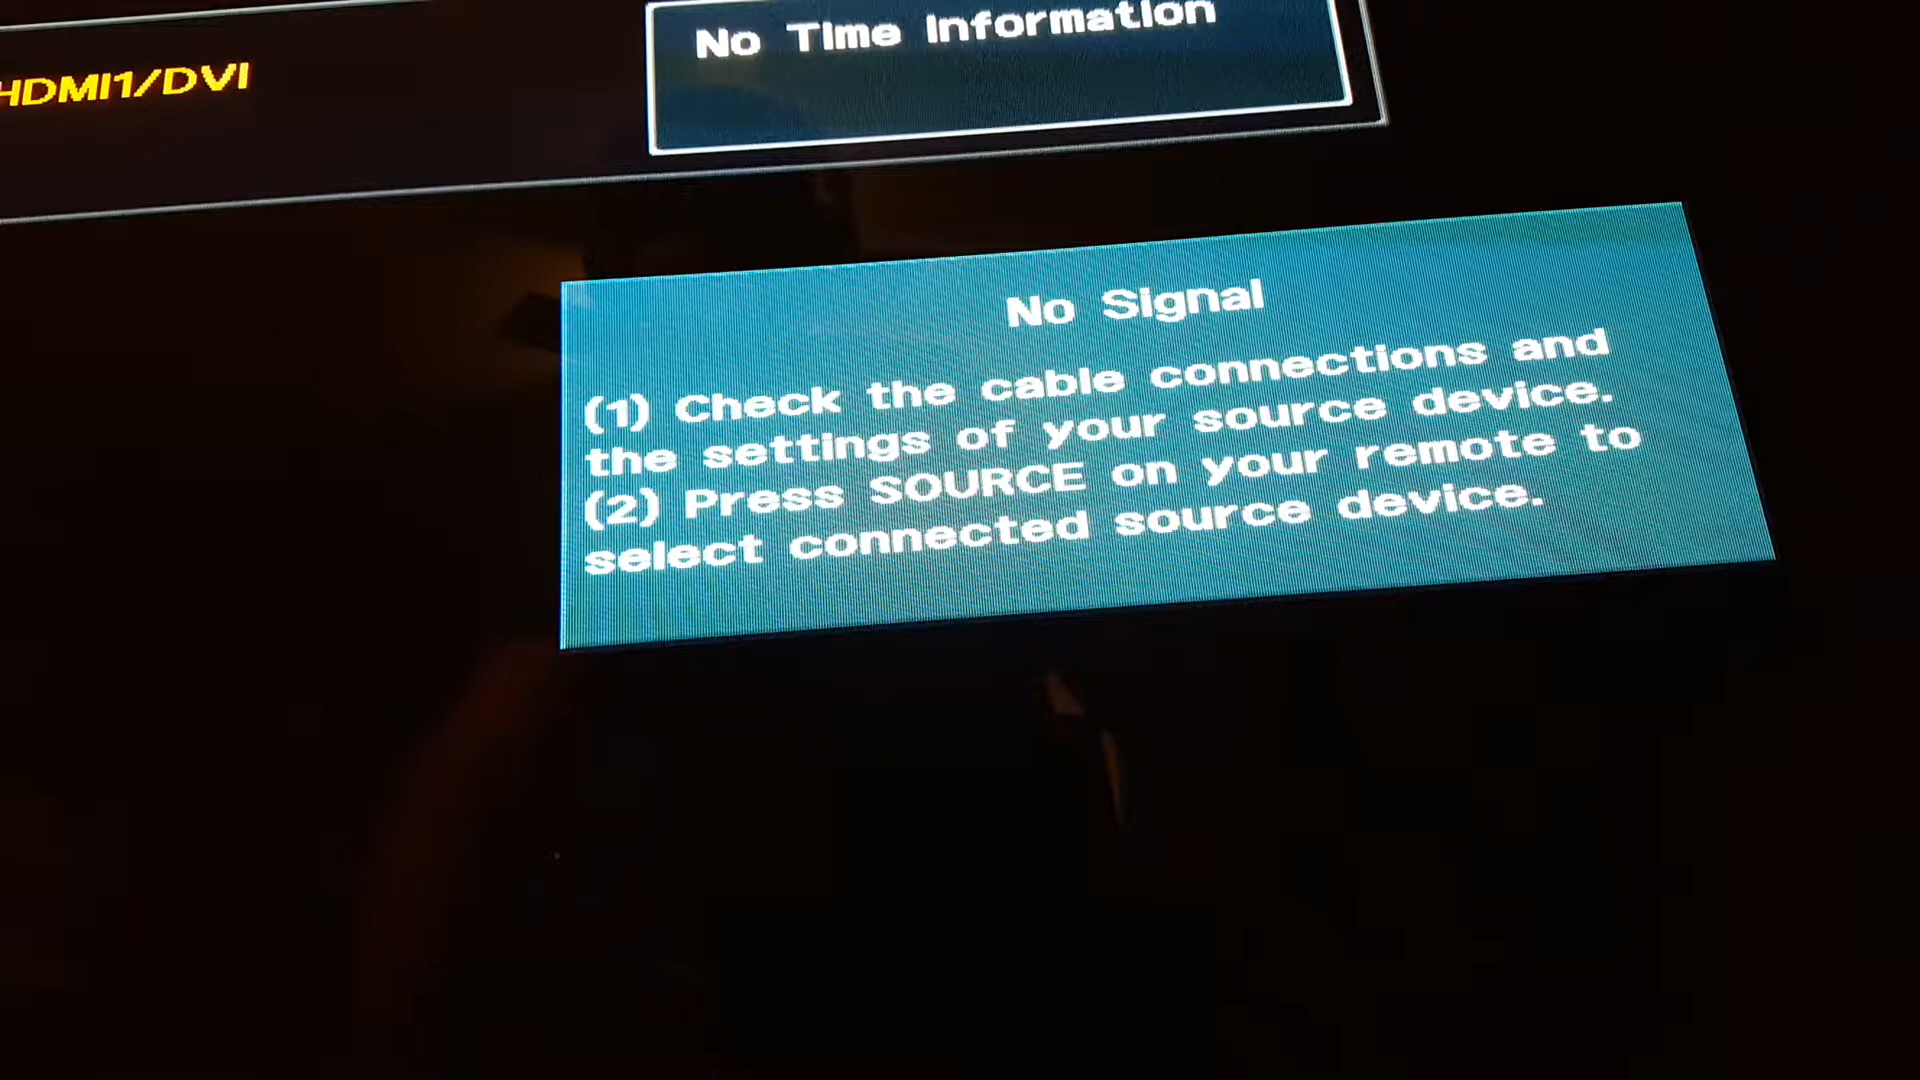 No Time Information
HDMI1/DVI
No Signal
(1) Check the cable connections and
the settings of your source device.
(2) Press SOURCE on your remote to
select connected source device.